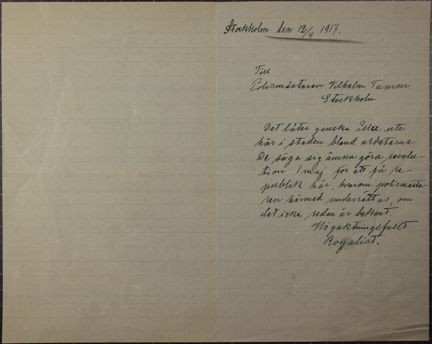 Stockholm den 12/4 1917.
Till
Polismästaren Vilhelm Tamm
Stockholm
Det låter ganska illa ute
här i staden bland arbetarne
De säga sig ämna göra revolu-
tion 1 maj för att få re-
publik här, hvarom polismästa
ren härmed underrättas, om
det icke redan är bekant.
Högaktningsfullt
Royalist.